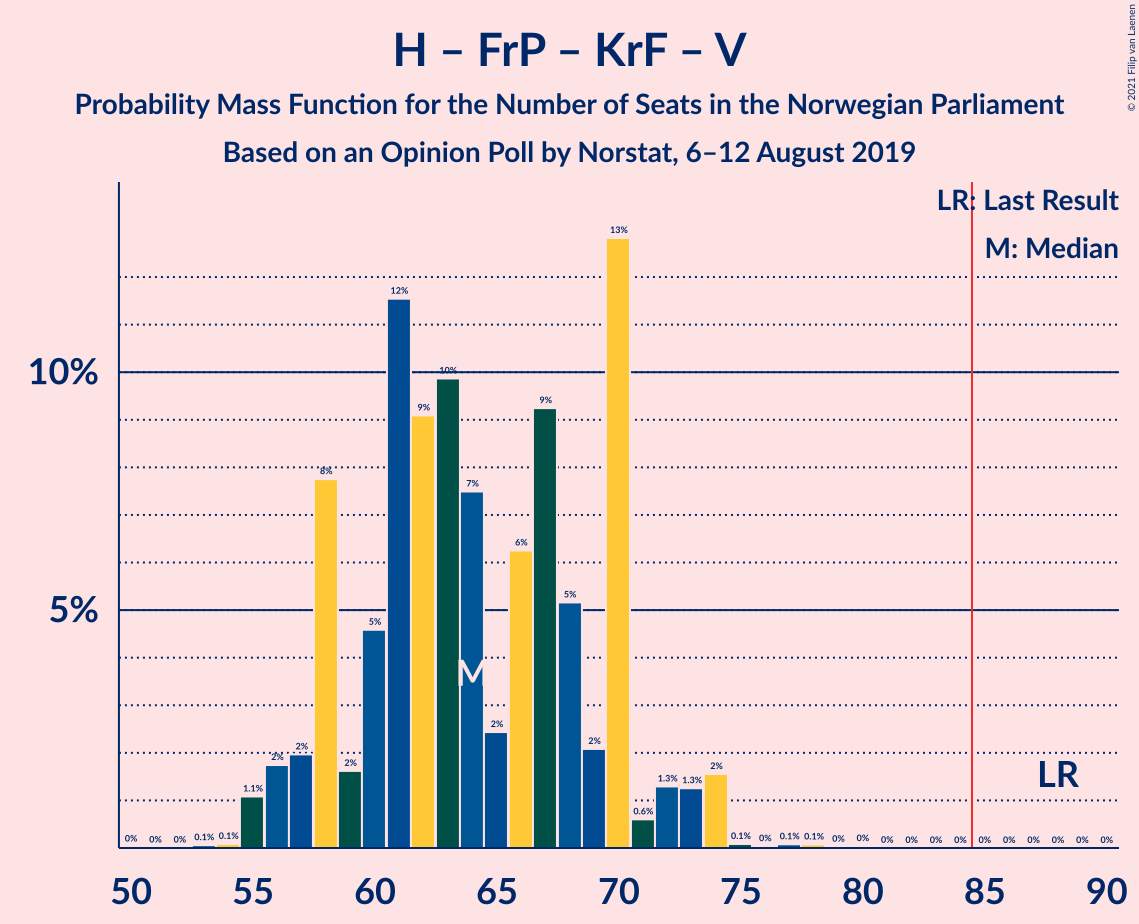 H – FrP – KrF – V
Probability Mass Function for the Number of Seats in the Norwegian Parliament
Based on an Opinion Poll by Norstat, 6–12 August 2019
© 2021 Filip van Laenen
LR: Last Result
M: Median
10%
5%
0% 0% 0% 0.1% 0.1% 1.1% 2% 2% 8% 2% 5% 12% 9% 10% 7% 2% 6% 9% 5% 2% 13% 0.6% 1.3% 1.3% 2% 0.1% 0% 0.1% 0.1% 0% 0% 0% 0% 0% 0% 0% 0% 0% 0% 0% 0%
M
LR
50 55 60 65 70 75 80 85 90